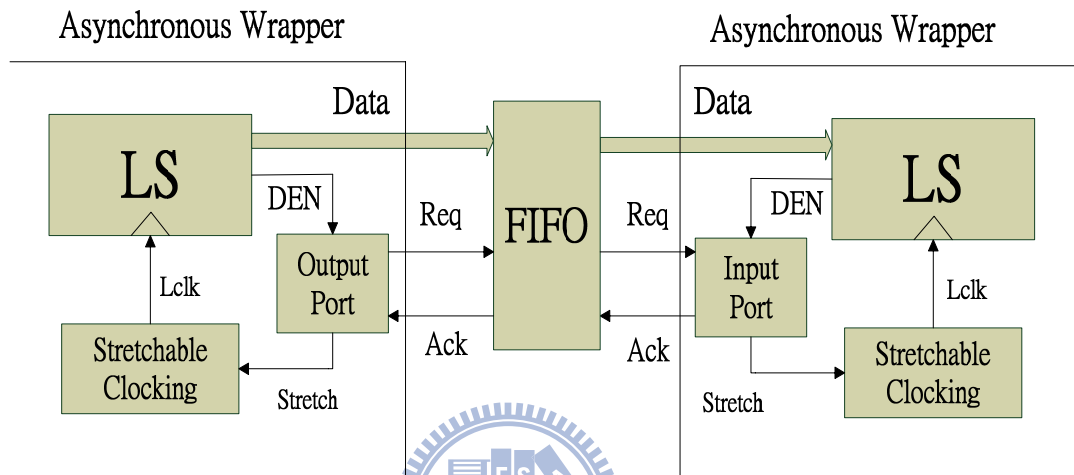 Asynchronous Wrapper
Asynchronous Wrapper
Data
Data
LS
LS
DEN
DEN
Req
Req
FIFO
Output
Port
Input
Port
Lclk
Lclk
Ack
Ack
Stretchable
Clocking
Stretchable
Clocking
Stretch
Stretch